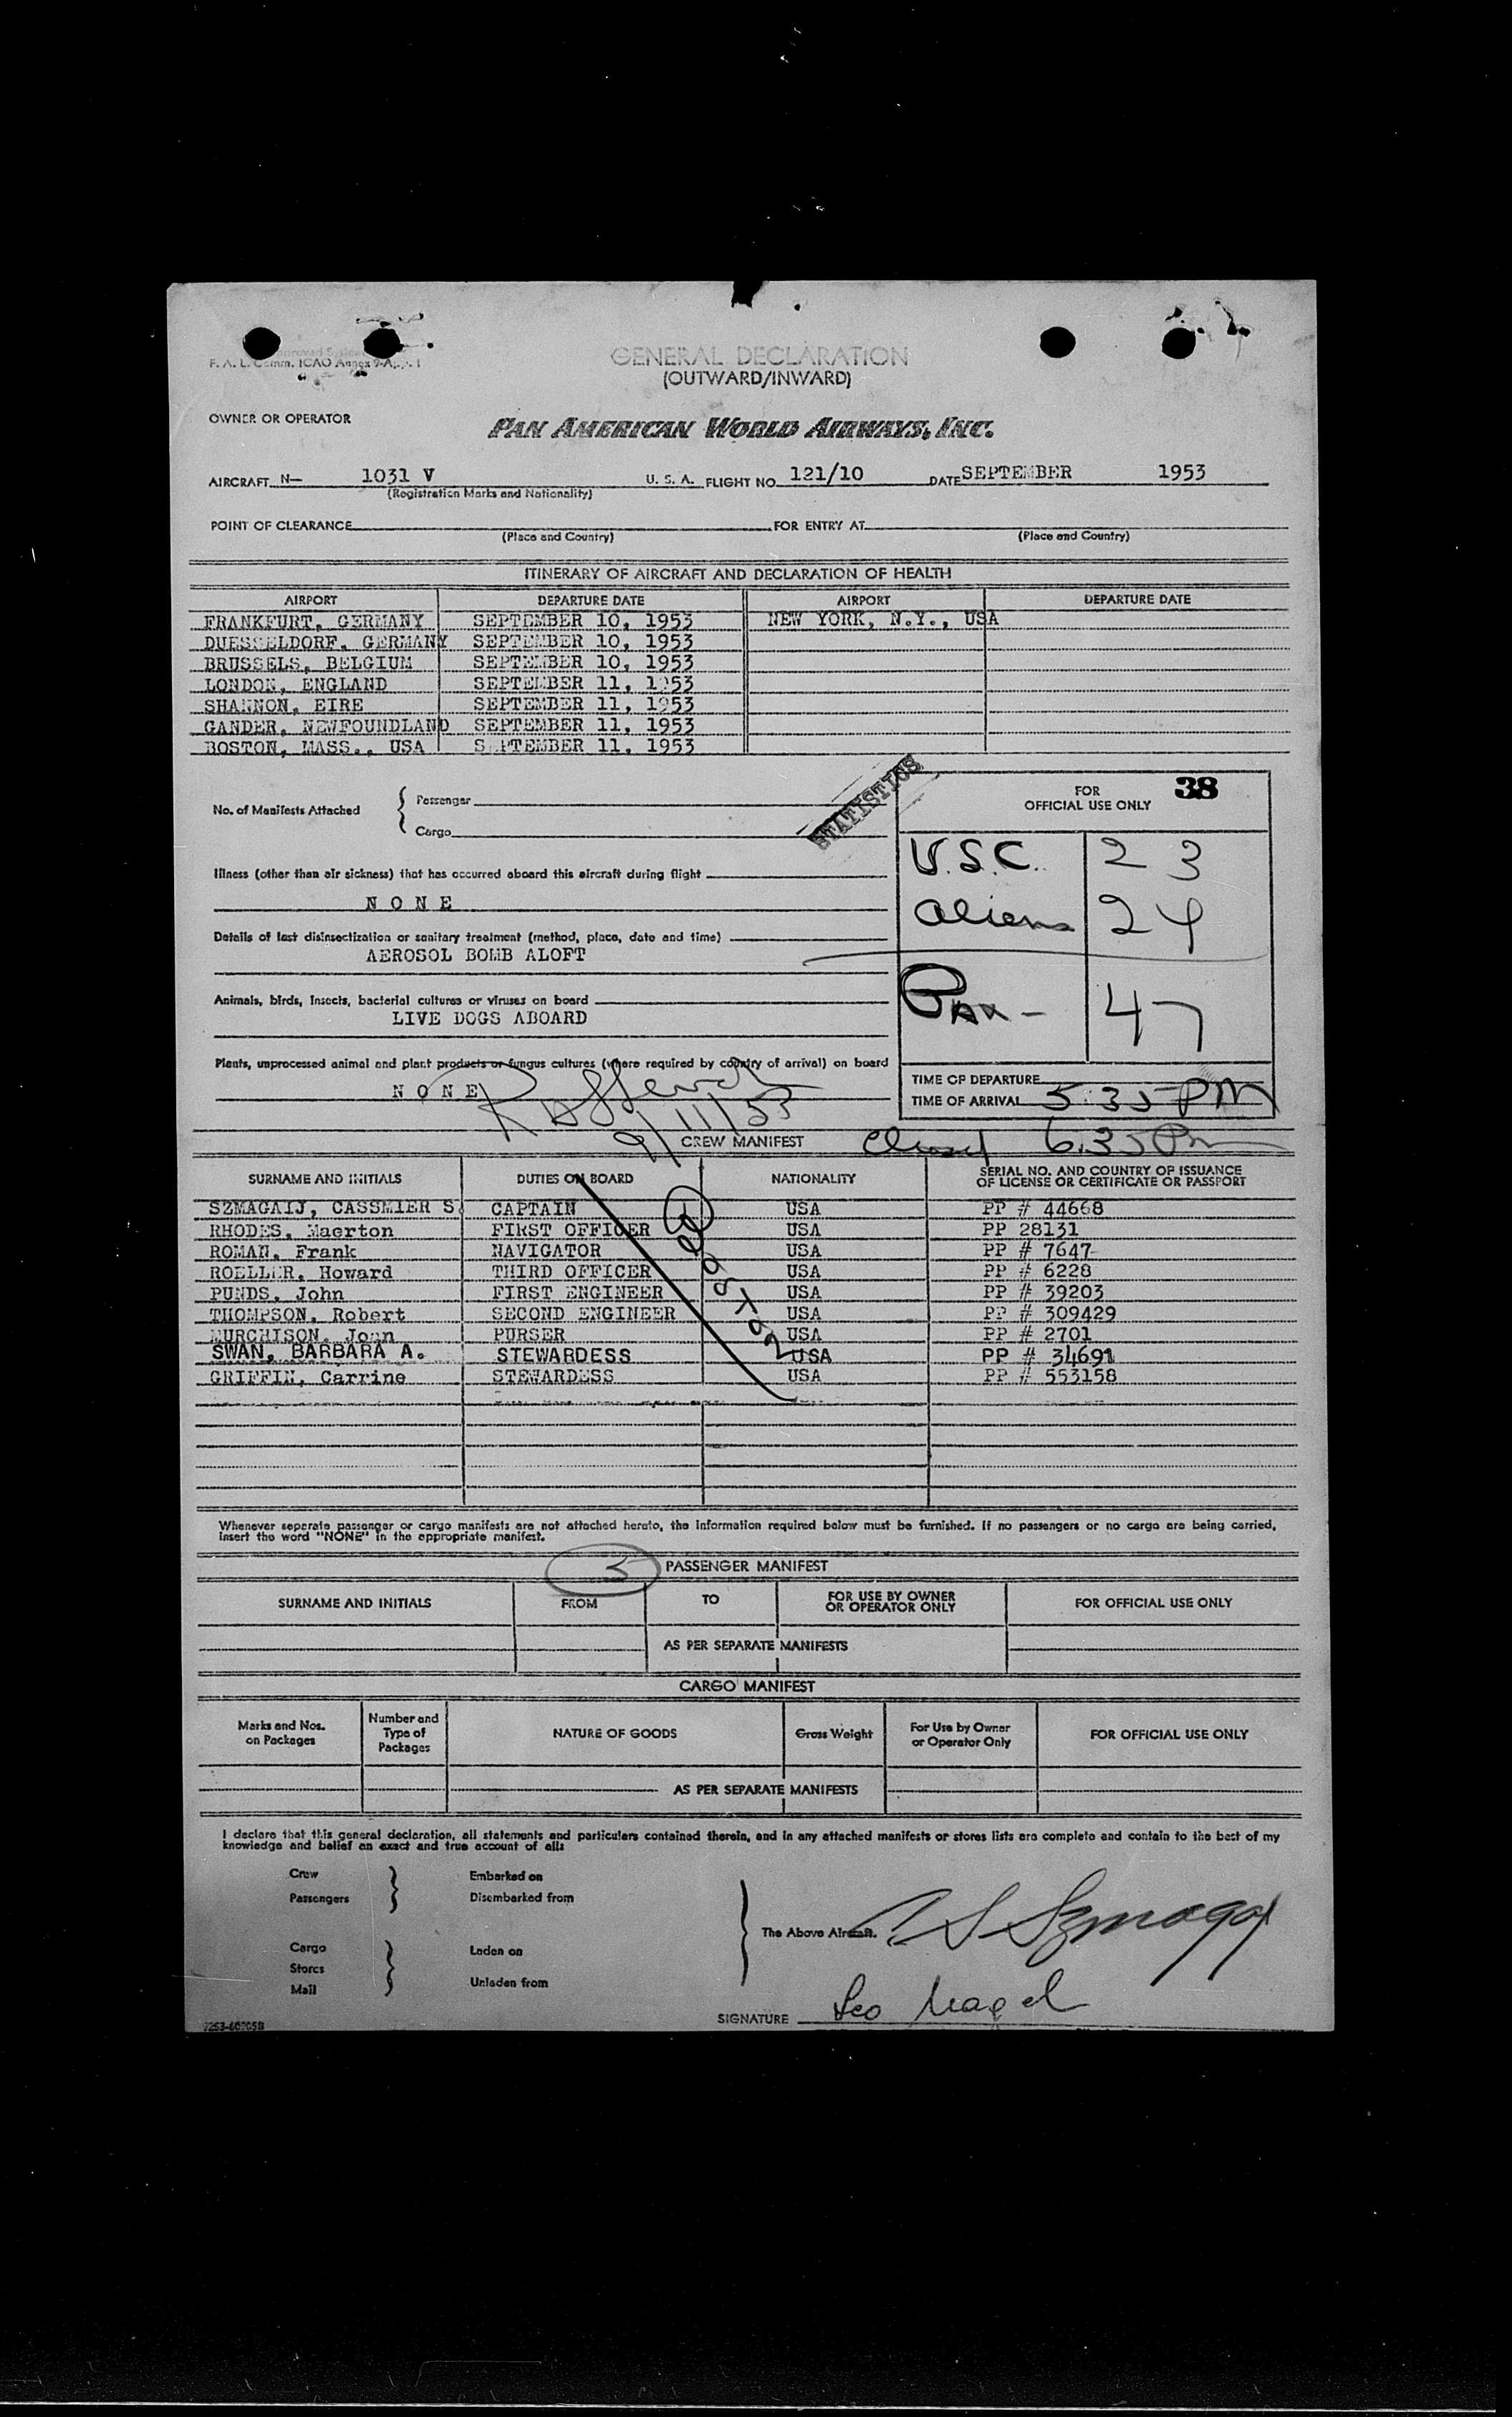 F. A. L. Comm. ICAO Annex 9-App. 1
GENERAL DECLARATION
(OUTWARD/INWARD)
OWNER OR OPERATOR
PAN AMERICAN WORLD AIRWAYS, INC.
AIRCRAFT N— 1031 V U. S. A. FLIGHT NO. 121/10 DATE SEPTEMBER 1953
(Registration Marks and Nationality)
POINT OF CLEARANCE FOR ENTRY AT
(Place and Country) (Place and Country)
ITINERARY OF AIRCRAFT AND DECLARATION OF HEALTH
AIRPORT DEPARTURE DATE AIRPORT DEPARTURE DATE
FRANKFURT, GERMANY SEPTEMBER 10, 1953 NEW YORK, N.Y., USA
DUESSELDORF, GERMANY SEPTEMBER 10, 1953
BRUSSELS, BELGIUM SEPTEMBER 10, 1953
LONDON, ENGLAND SEPTEMBER 11, 1953
SHANNON, EIRE SEPTEMBER 11, 1953
GANDER, NEWFOUNDLAND SEPTEMBER 11, 1953
BOSTON, MASS., USA SEPTEMBER 11, 1953
STATISTICS
FOR OFFICIAL USE ONLY 38
No. of Manifests Attached { Passenger
Cargo
U.S.C. 23
Illness (other than air sickness) that has occurred aboard this aircraft during flight
NONE
aliens 24
Details of last disinsectization or sanitary treatment (method, place, date and time)
AEROSOL BOMB ALOFT
Animals, birds, insects, bacterial cultures or viruses on board
LIVE DOGS ABOARD
Pax - 47
Plants, unprocessed animal and plant products or fungus cultures (where required by country of arrival) on board
NONE
TIME OF DEPARTURE
TIME OF ARRIVAL 5:35 PM
9/11/53
CREW MANIFEST
Closed 6:35 Pm
SURNAME AND INITIALS DUTIES ON BOARD NATIONALITY SERIAL NO. AND COUNTRY OF ISSUANCE
OF LICENSE OR CERTIFICATE OR PASSPORT
SZMAGAIJ, CASSMIER S. CAPTAIN USA PP # 44668
RHODES, Maerton FIRST OFFICER USA PP 28131
ROMAN, Frank NAVIGATOR USA PP # 7647
ROELLER, Howard THIRD OFFICER USA PP # 6228
PUNDS, John FIRST ENGINEER USA PP # 39203
THOMPSON, Robert SECOND ENGINEER USA PP # 309429
MURCHISON, Joan PURSER USA PP # 2701
SWAN, BARBARA A. STEWARDESS USA PP # 34691
GRIFFIN, Carrine STEWARDESS USA PP # 553158
Whenever separate passenger or cargo manifests are not attached hereto, the information required below must be furnished. If no passengers or no cargo are being carried,
insert the word "NONE" in the appropriate manifest.
5 PASSENGER MANIFEST
SURNAME AND INITIALS FROM TO FOR USE BY OWNER OR OPERATOR ONLY FOR OFFICIAL USE ONLY
AS PER SEPARATE MANIFESTS
CARGO MANIFEST
Marks and Nos. on Packages Number and Type of Packages NATURE OF GOODS Gross Weight For Use by Owner or Operator Only FOR OFFICIAL USE ONLY
AS PER SEPARATE MANIFESTS
I declare that this general declaration, all statements and particulars contained therein, and in any attached manifests or stores lists are complete and contain to the best of my
knowledge and belief an exact and true account of all:
Crew Embarked on
Passengers Disembarked from
The Above Aircraft.
Cargo Laden on
Stores
Mail Unladen from
SIGNATURE Leo Nagel